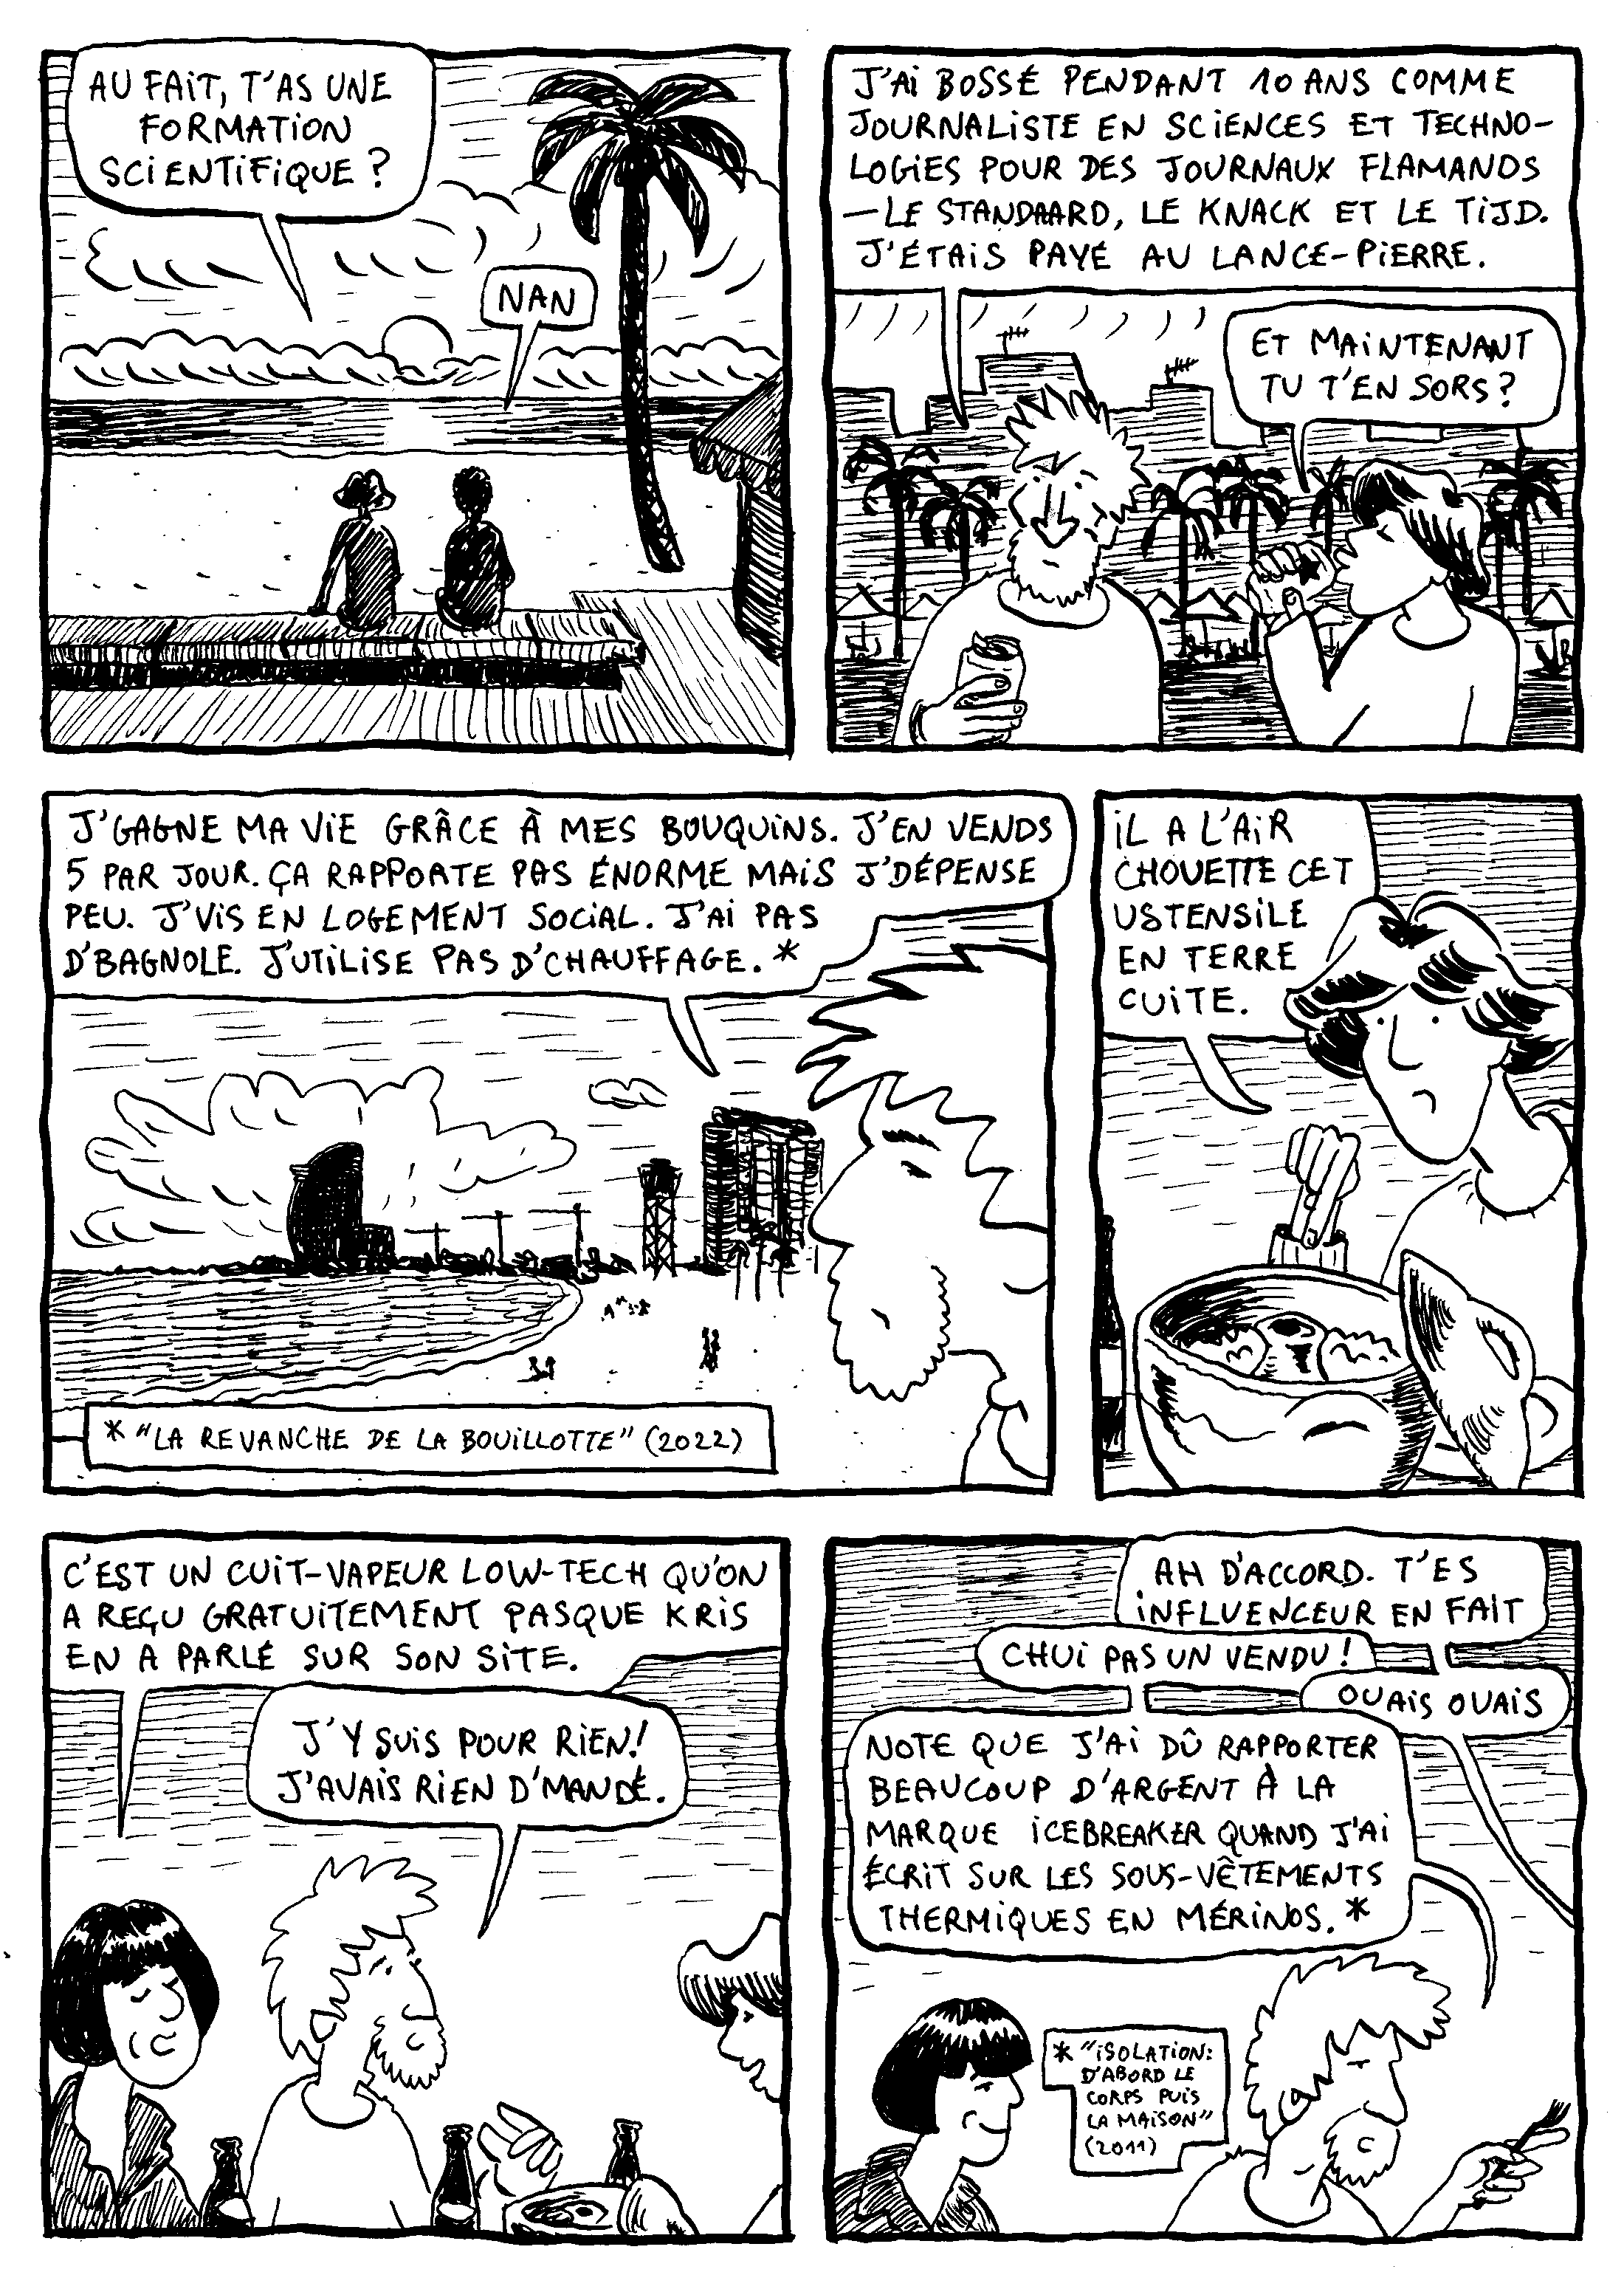 AU FAIT, T'AS UNE
FORMATION
SCIENTIFIQUE ?
NAN
J'AI BOSSÉ PENDANT 10 ANS COMME
JOURNALISTE EN SCIENCES ET TECHNO-
LOGIES POUR DES JOURNAUX FLAMANDS
—LE STANDAARD, LE KNACK ET LE TIJD.
J'ÉTAIS PAYÉ AU LANCE-PIERRE.
ET MAINTENANT
TU T'EN SORS ?
J'GAGNE MA VIE GRÂCE À MES BOUQUINS. J'EN VENDS
5 PAR JOUR. ÇA RAPPORTE PAS ÉNORME MAIS J'DÉPENSE
PEU. J'VIS EN LOGEMENT SOCIAL. J'AI PAS
D'BAGNOLE. J'UTILISE PAS D'CHAUFFAGE. *
* "LA REVANCHE DE LA BOUILLOTTE" (2022)
IL A L'AIR
CHOUETTE CET
USTENSILE
EN TERRE
CUITE.
C'EST UN CUIT-VAPEUR LOW-TECH QU'ON
A REÇU GRATUITEMENT PASQUE KRIS
EN A PARLÉ SUR SON SITE.
J'Y SUIS POUR RIEN!
J'AVAIS RIEN D'MANDÉ.
AH D'ACCORD. T'ES
INFLUENCEUR EN FAIT
CHUI PAS UN VENDU !
OUAIS OUAIS
NOTE QUE J'AI DÛ RAPPORTER
BEAUCOUP D'ARGENT À LA
MARQUE ICEBREAKER QUAND J'AI
ÉCRIT SUR LES SOUS-VÊTEMENTS
THERMIQUES EN MÉRINOS. *
* "ISOLATION:
D'ABORD LE
CORPS PUIS
LA MAISON"
(2011)